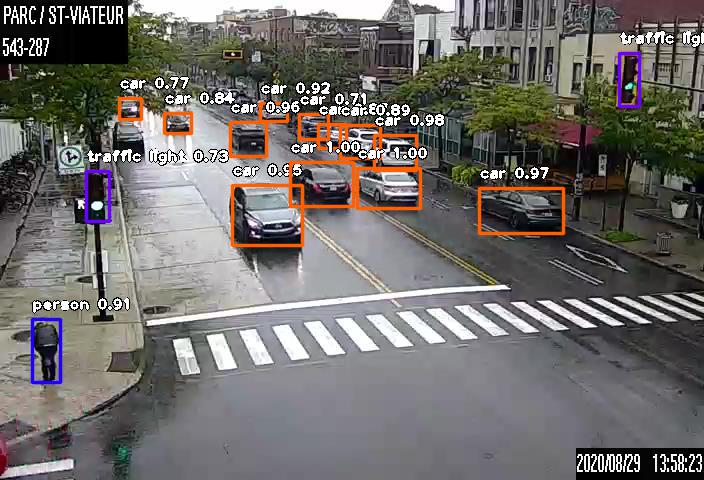 PARC / ST-VIATEUR
543-287
traffic ligh
car 0.77
car 0.84
car 0.92
car 0.96
car 0.71
0.89
car 0.98
traffic light 0.73
car 1.00
car 1.00
car 0.95
car 0.97
person 0.91
2020/08/29 13:58:23